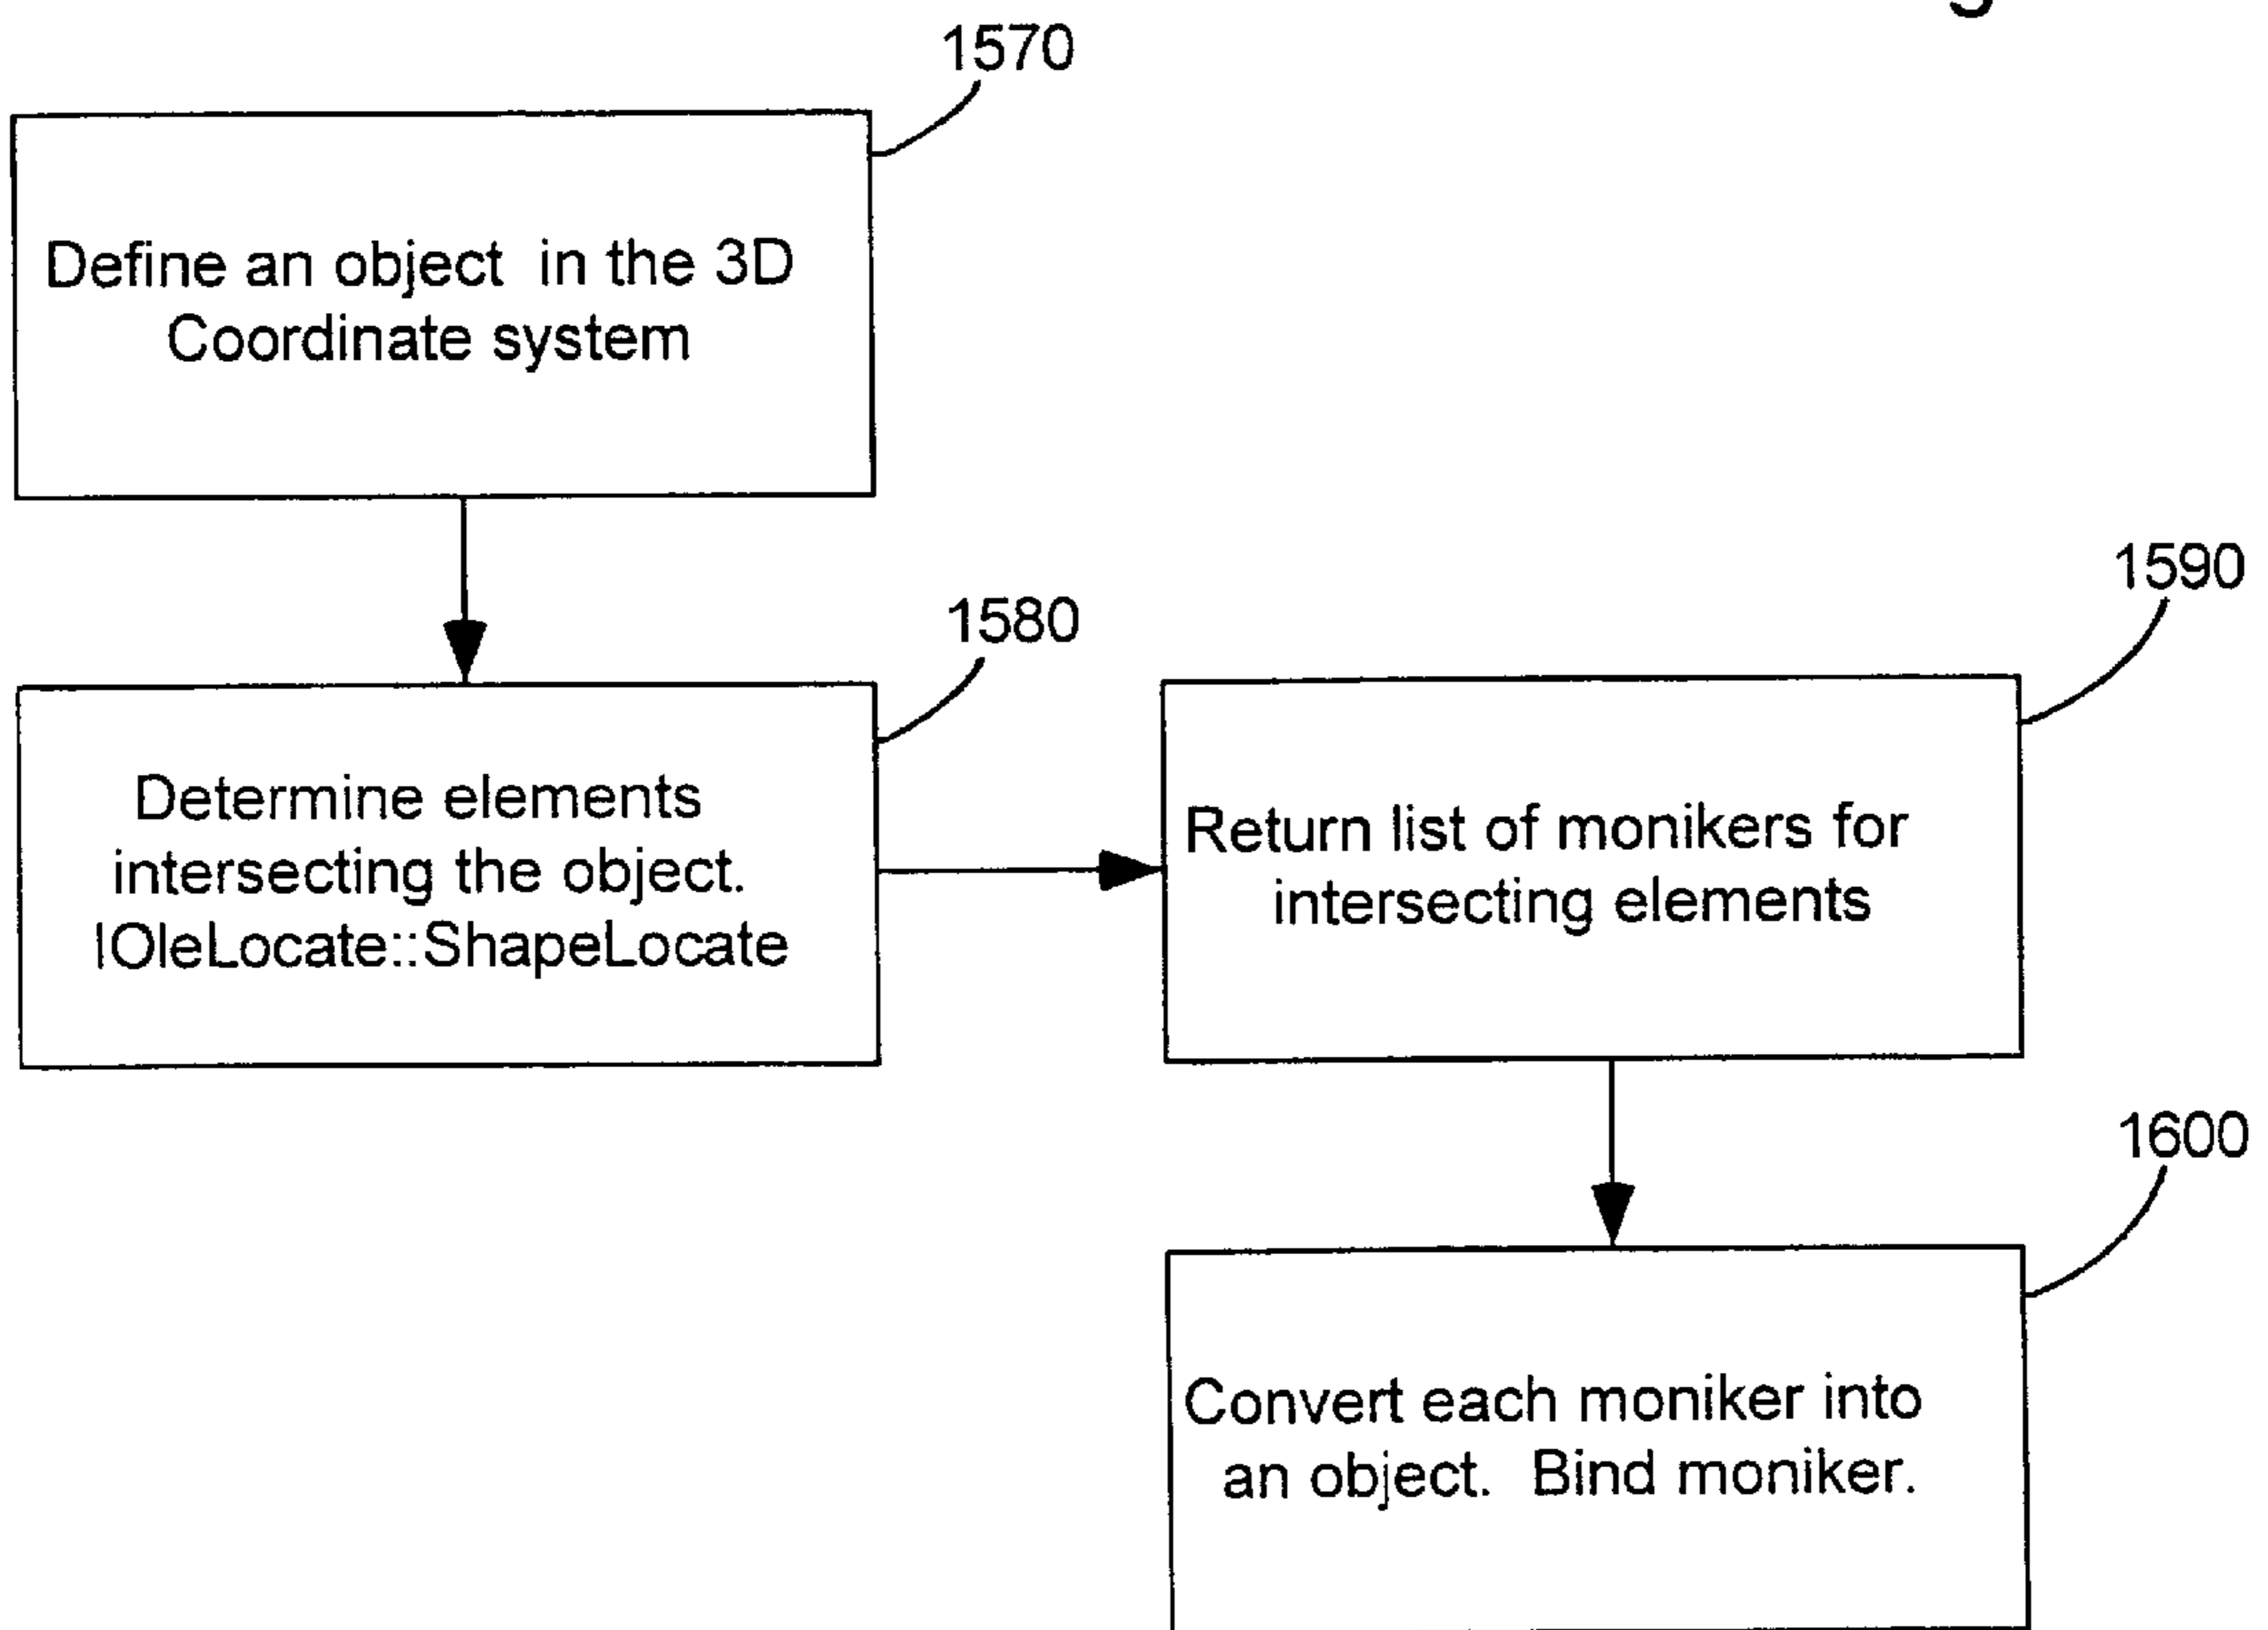 1570
Define an object in the 3D
Coordinate system
1580
Determine elements
intersecting the object.
IOleLocate::ShapeLocate
1590
Return list of monikers for
intersecting elements
1600
Convert each moniker into
an object. Bind moniker.